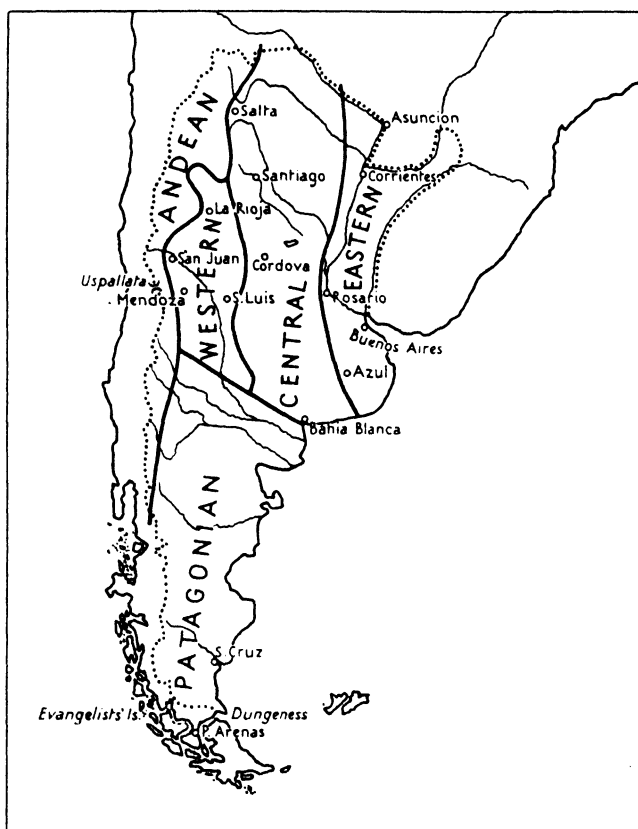 Salta
Asuncion
ANDEAN
Santiago
Corrientes
La Rioja
EASTERN
San Juan
Cordova
WESTERN
Uspallata
Mendoza
S. Luis
CENTRAL
Rosario
Buenos Aires
Azul
Bahia Blanca
PATAGONIAN
S. Cruz
Evangelists' Is.
Dungeness
P. Arenas